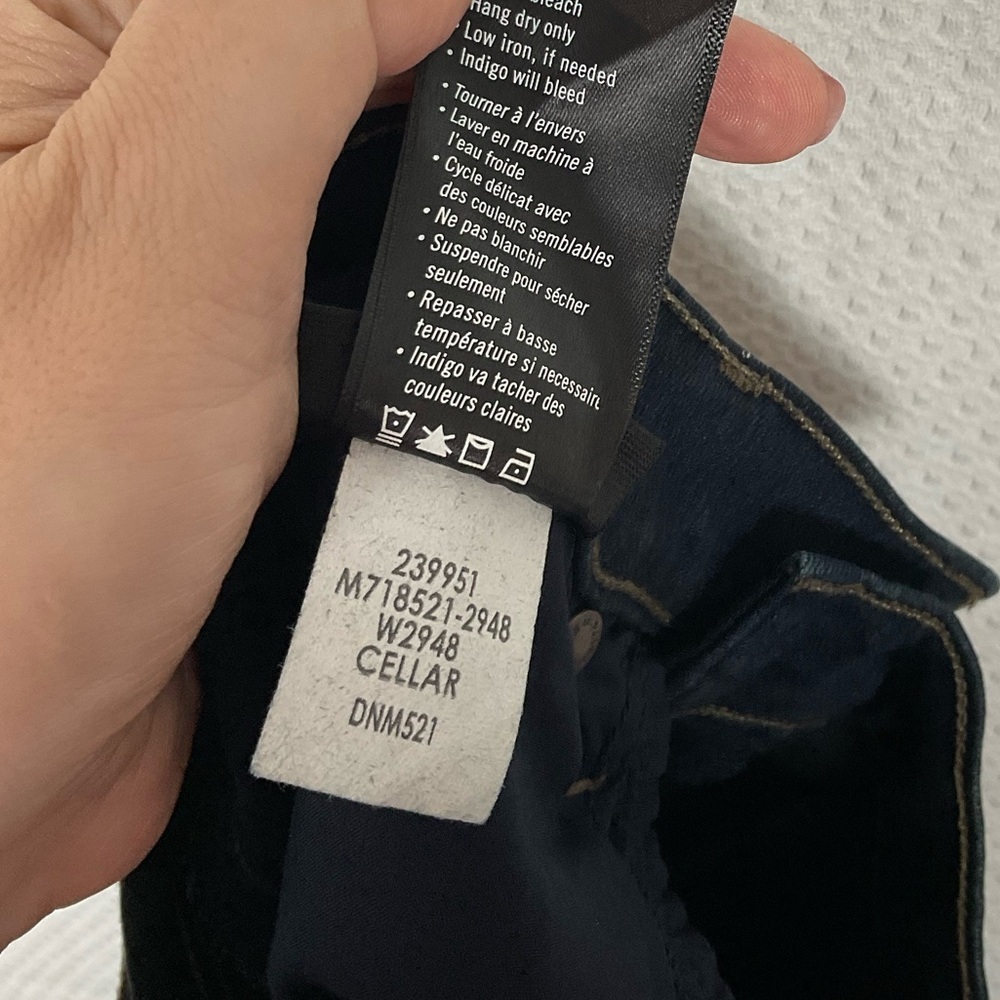 bleach
• Hang dry only
• Low iron, if needed
• Indigo will bleed
• Tourner à l'envers
• Laver en machine à
l'eau froide
• Cycle délicat avec
des couleurs semblables
• Ne pas blanchir
• Suspendre pour sécher
seulement
• Repasser à basse
température si necessaire
• Indigo va tacher des
couleurs claires
239951
M718521-2948
W2948
CELLAR
DNM521